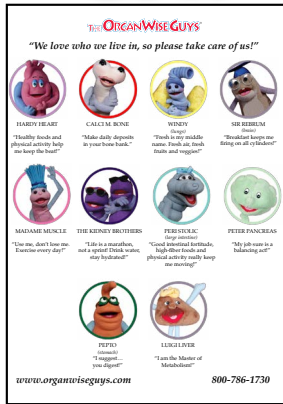 THE ORGANWISE GUYS®
"We love who we live in, so please take care of us!"
HARDY HEART
"Healthy foods and
physical activity help
me keep the beat!"
CALCI M. BONE
"Make daily deposits
in your bone bank."
WINDY
(lungs)
"Fresh is my middle
name. Fresh air, fresh
fruits and veggies!"
SIR REBRUM
(brain)
"Breakfast keeps me
firing on all cylinders!"
MADAME MUSCLE
"Use me, don't lose me.
Exercise every day!"
THE KIDNEY BROTHERS
"Life is a marathon,
not a sprint! Drink water,
stay hydrated!"
PERI STOLIC
(large intestine)
"Good intestinal fortitude,
high-fiber foods and
physical activity really keep
me moving!"
PETER PANCREAS
"My job sure is a
balancing act!"
PEPTO
(stomach)
"I suggest…
you digest!"
LUIGI LIVER
"I am the Master of
Metabolism!"
www.organwiseguys.com
800-786-1730